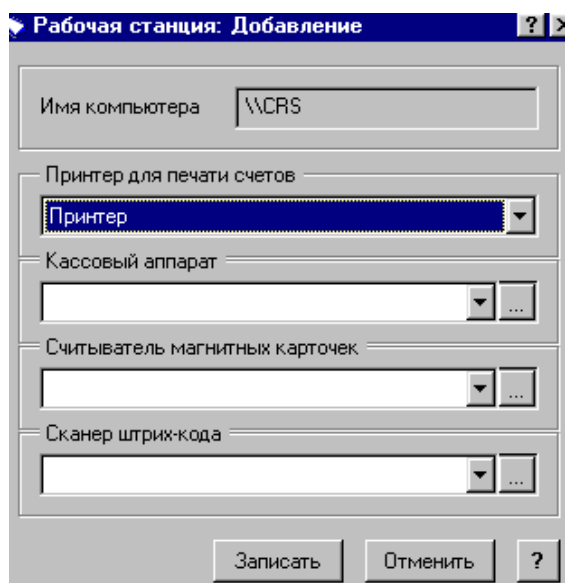 Рабочая станция: Добавление ? X
Имя компьютера \\CRS
Принтер для печати счетов
Принтер
Кассовый аппарат
...
Считыватель магнитных карточек
...
Сканер штрих-кода
...
Записать Отменить ?